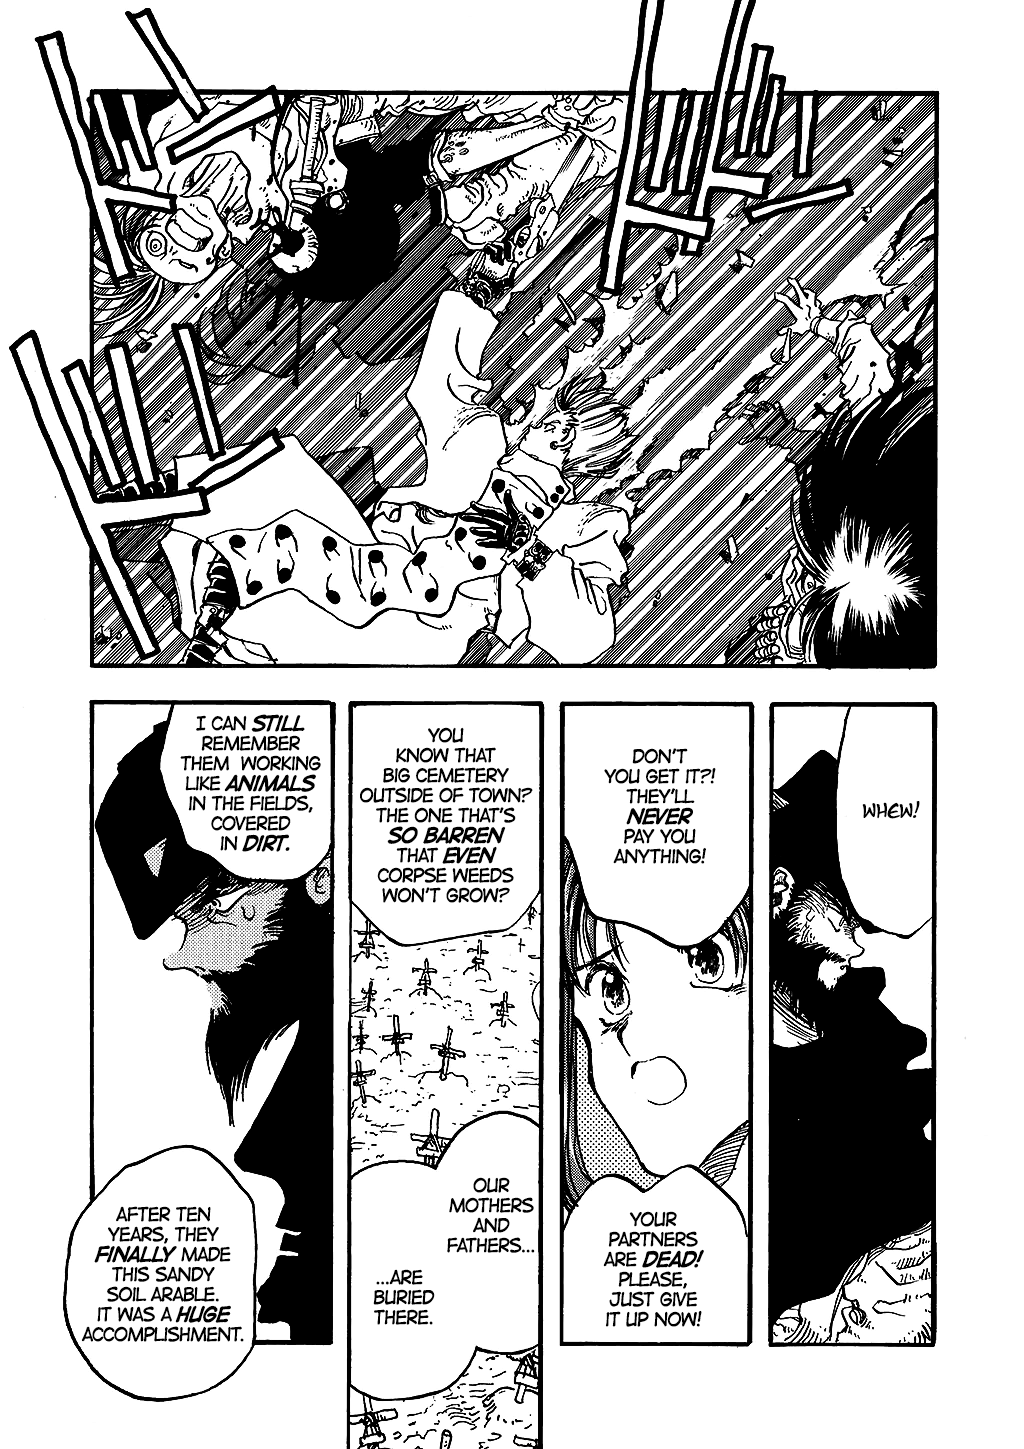 ドドド
WHEW!
DON'T
YOU GET IT?!
THEY'LL
NEVER
PAY YOU
ANYTHING!
YOUR
PARTNERS
ARE DEAD!
PLEASE,
JUST GIVE
IT UP NOW!
YOU
KNOW THAT
BIG CEMETERY
OUTSIDE OF TOWN?
THE ONE THAT'S
SO BARREN
THAT EVEN
CORPSE WEEDS
WON'T GROW?
OUR
MOTHERS
AND
FATHERS...
...ARE
BURIED
THERE.
I CAN STILL
REMEMBER
THEM WORKING
LIKE ANIMALS
IN THE FIELDS,
COVERED
IN DIRT.
AFTER TEN
YEARS, THEY
FINALLY MADE
THIS SANDY
SOIL ARABLE.
IT WAS A HUGE
ACCOMPLISHMENT.